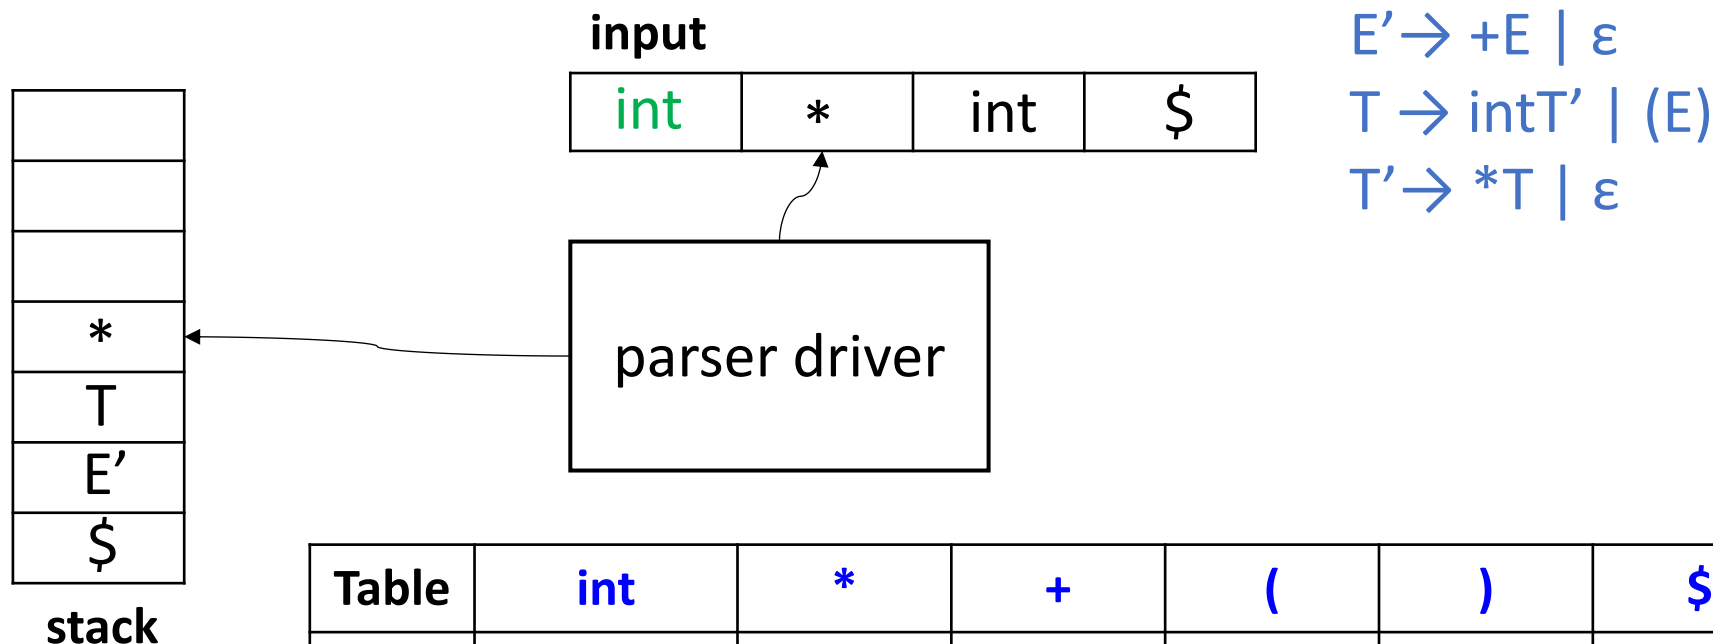 input
int * int $
E’→ +E | ε
T → intT’ | (E)
T’→ *T | ε
*
T
E’
$
stack
parser driver
Table int * + ( ) $